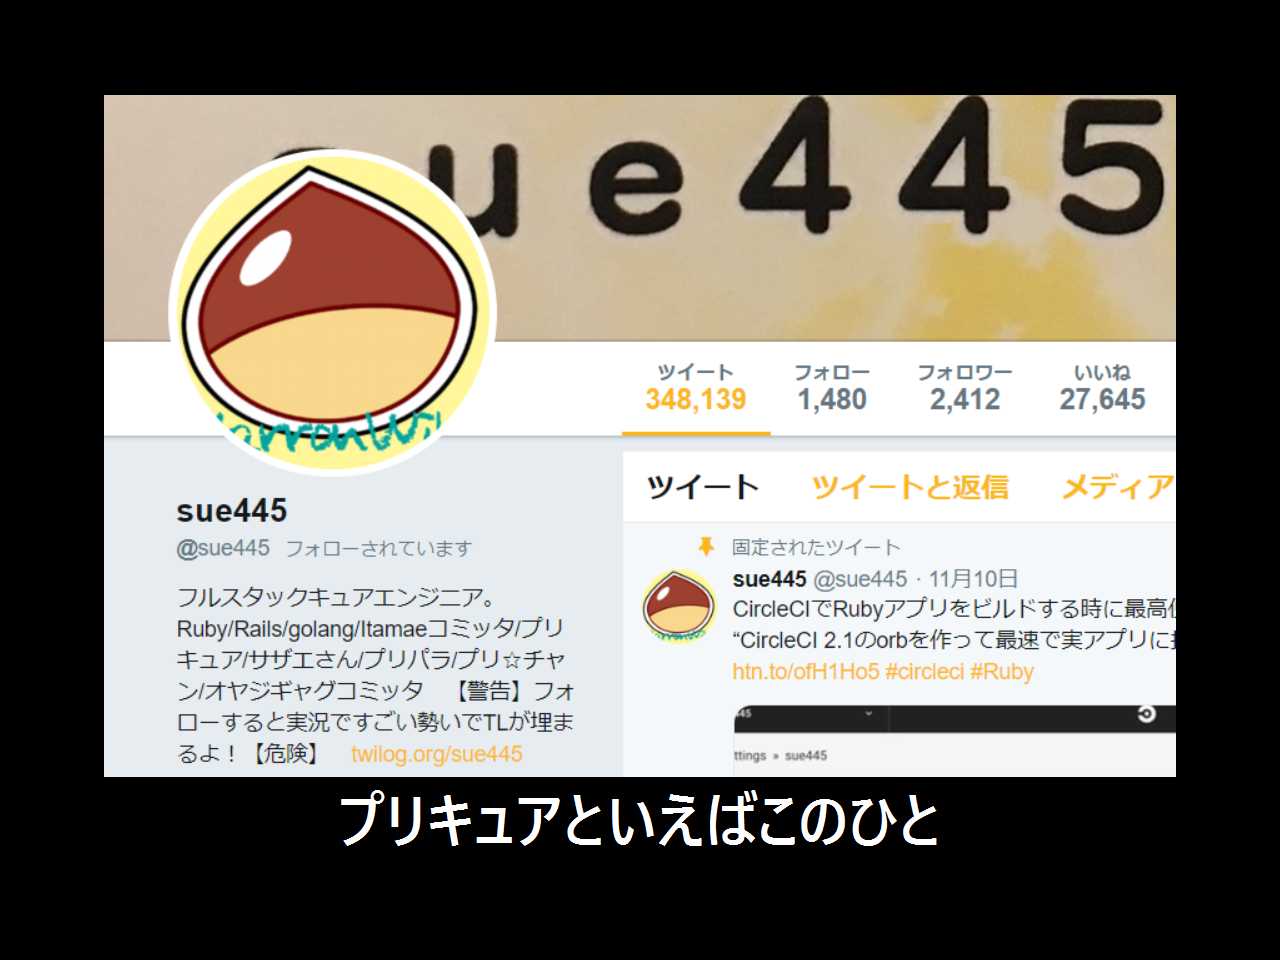 sue445
ツイート フォロー フォロワー いいね
348,139 1,480 2,412 27,645
sue445
@sue445 フォローされています
フルスタックキュアエンジニア。
Ruby/Rails/golang/Itamaeコミッタ/プリ
キュア/サザエさん/プリパラ/プリ☆チャ
ン/オヤジギャグコミッタ 【警告】フォ
ローすると実況ですごい勢いでTLが埋ま
るよ！【危険】 twilog.org/sue445
ツイート ツイートと返信 メディア
固定されたツイート
sue445 @sue445 · 11月10日
CircleCIでRubyアプリをビルドする時に最高
“CircleCI 2.1のorbを作って最速で実アプリに
htn.to/ofH1Ho5 #circleci #Ruby
45
ttings » sue445
プリキュアといえばこのひと